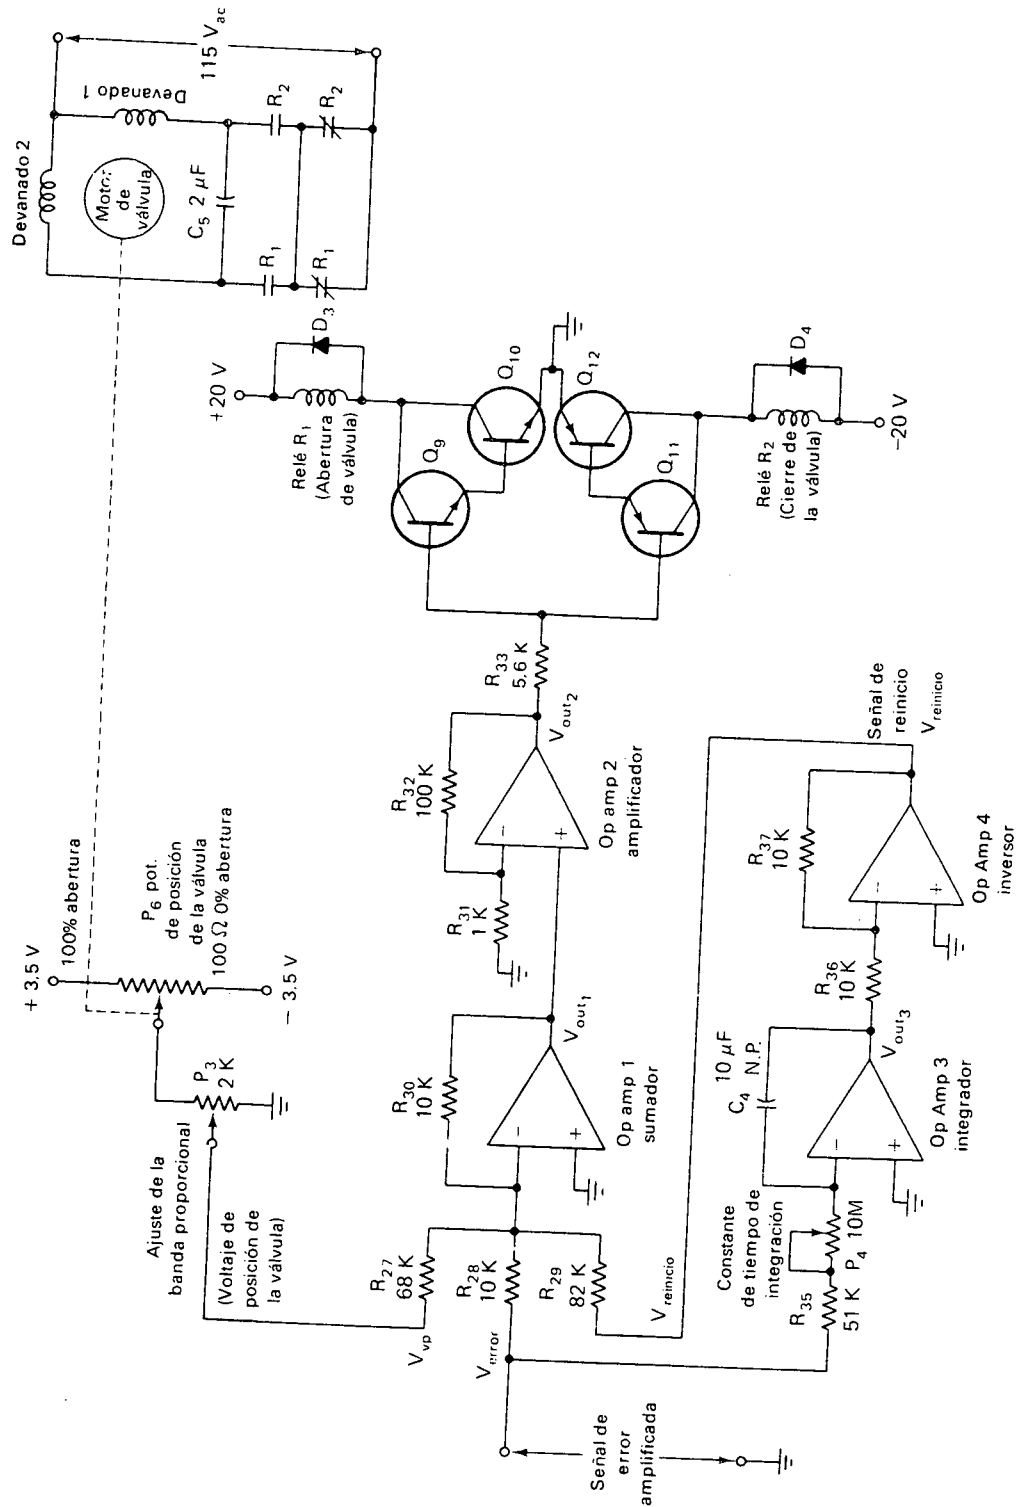 Señal de
error
amplificada
V error
V vp
(Voltaje de
posición de
la válvula)
Ajuste de la
banda proporcional
P3
2 K
+ 3.5 V
100% abertura
P6 pot.
de posición
de la válvula
100 Ω 0% abertura
− 3.5 V
R27
68 K
R28
10 K
R29
82 K
V reinicio
R30
10 K
−
+
Op amp 1
sumador
Vout1
R31
1 K
R32
100 K
−
+
Op amp 2
amplificador
Vout2
R33
5.6 K
Constante
de tiempo de
integración
R35
51 K
P4 10M
C4
10 µF
N.P.
−
+
Op Amp 3
integrador
Vout3
R36
10 K
R37
10 K
−
+
Op Amp 4
inversor
Señal de
reinicio
V reinicio
+20 V
Relé R1
(Abertura
de válvula)
D3
Q9
Q10
Q12
Q11
Relé R2
(Cierre de
la válvula)
D4
−20 V
Devanado 2
Devanado 1
Motor
de
válvula
C5 2 µF
R1
R1
R2
R2
115 Vac